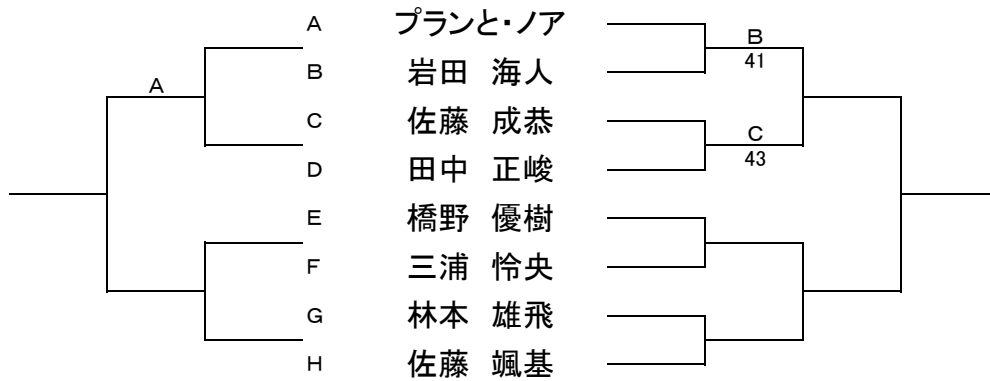 A プランと・ノア B
41
B 岩田 海人
A
C 佐藤 成恭 C
43
D 田中 正峻
E 橋野 優樹
F 三浦 怜央
G 林本 雄飛
H 佐藤 颯基